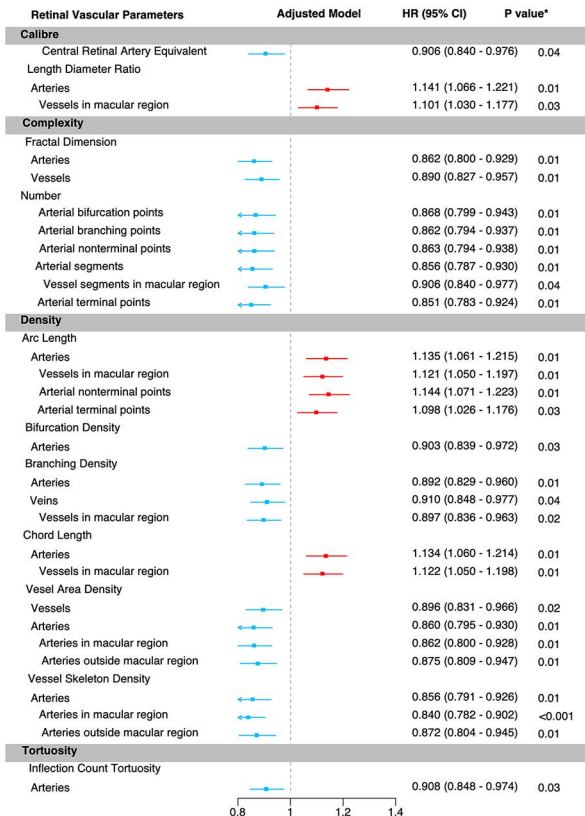 Retinal Vascular Parameters Adjusted Model HR (95% CI) P value*
Calibre
Central Retinal Artery Equivalent 0.906 (0.840 - 0.976) 0.04
Length Diameter Ratio
Arteries 1.141 (1.066 - 1.221) 0.01
Vessels in macular region 1.101 (1.030 - 1.177) 0.03
Complexity
Fractal Dimension
Arteries 0.862 (0.800 - 0.929) 0.01
Vessels 0.890 (0.827 - 0.957) 0.01
Number
Arterial bifurcation points 0.868 (0.799 - 0.943) 0.01
Arterial branching points 0.862 (0.794 - 0.937) 0.01
Arterial nonterminal points 0.863 (0.794 - 0.938) 0.01
Arterial segments 0.856 (0.787 - 0.930) 0.01
Vessel segments in macular region 0.906 (0.840 - 0.977) 0.04
Arterial terminal points 0.851 (0.783 - 0.924) 0.01
Density
Arc Length
Arteries 1.135 (1.061 - 1.215) 0.01
Vessels in macular region 1.121 (1.050 - 1.197) 0.01
Arterial nonterminal points 1.144 (1.071 - 1.223) 0.01
Arterial terminal points 1.098 (1.026 - 1.176) 0.03
Bifurcation Density
Arteries 0.903 (0.839 - 0.972) 0.03
Branching Density
Arteries 0.892 (0.829 - 0.960) 0.01
Veins 0.910 (0.848 - 0.977) 0.04
Vessels in macular region 0.897 (0.836 - 0.963) 0.02
Chord Length
Arteries 1.134 (1.060 - 1.214) 0.01
Vessels in macular region 1.122 (1.050 - 1.198) 0.01
Vesel Area Density
Vessels 0.896 (0.831 - 0.966) 0.02
Arteries 0.860 (0.795 - 0.930) 0.01
Arteries in macular region 0.862 (0.800 - 0.928) 0.01
Arteries outside macular region 0.875 (0.809 - 0.947) 0.01
Vessel Skeleton Density
Arteries 0.856 (0.791 - 0.926) 0.01
Arteries in macular region 0.840 (0.782 - 0.902) <0.001
Arteries outside macular region 0.872 (0.804 - 0.945) 0.01
Tortuosity
Inflection Count Tortuosity
Arteries 0.908 (0.848 - 0.974) 0.03
0.8 1 1.2 1.4